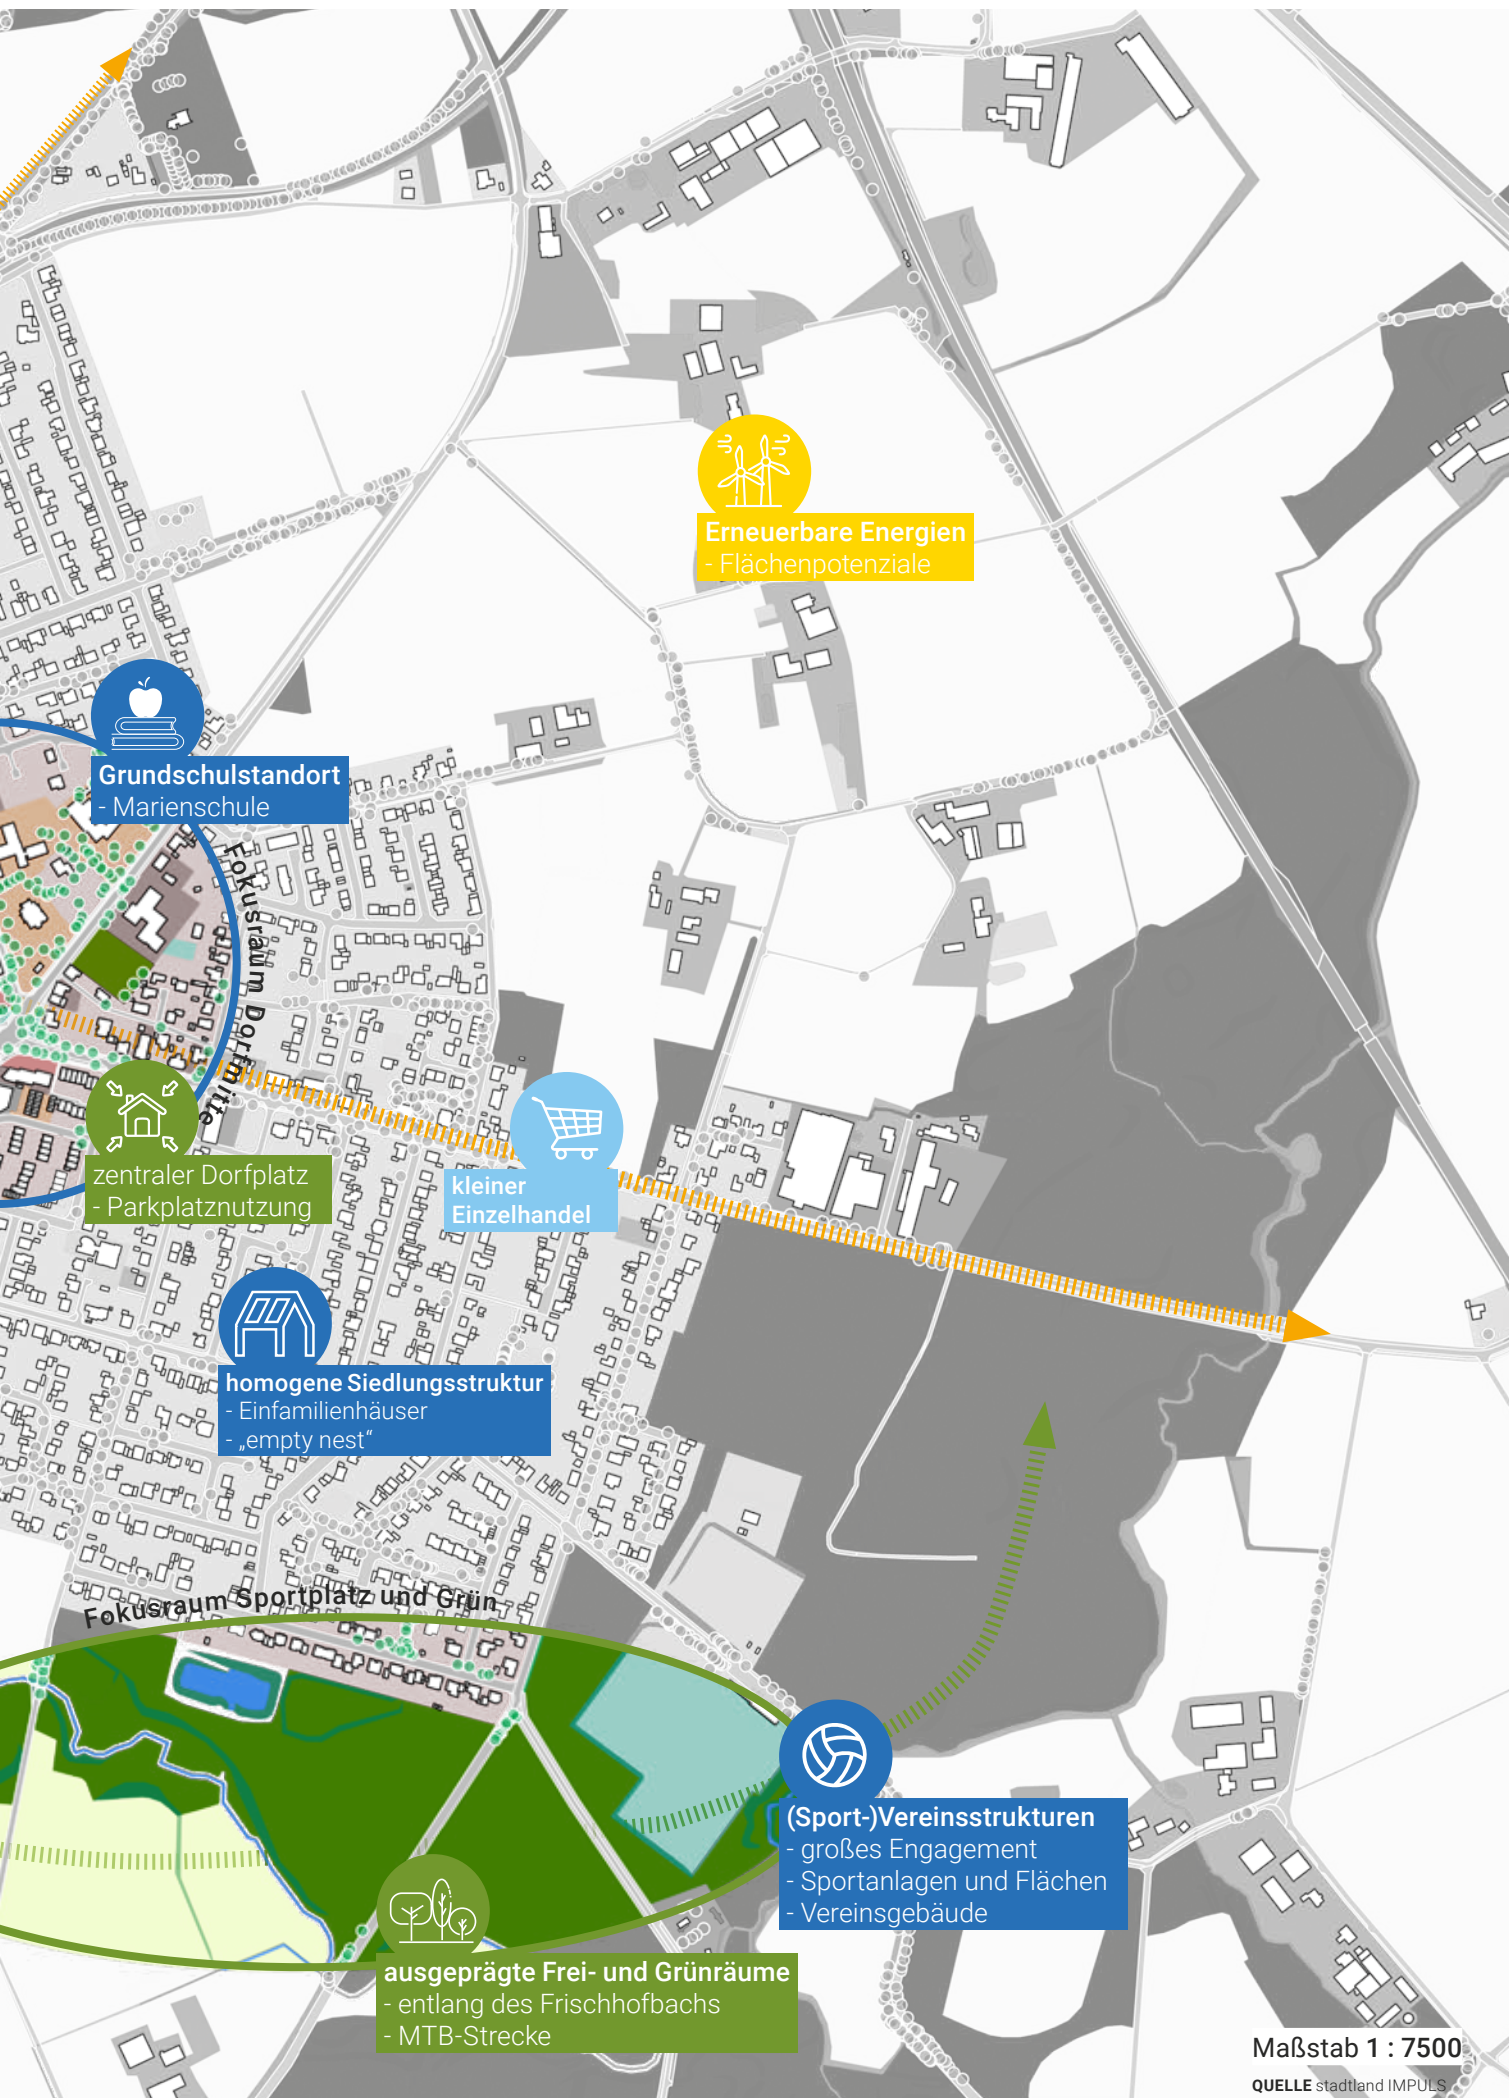 Erneuerbare Energien
- Flächenpotenziale
Grundschulstandort
- Marienschule
Fokusraum Dorfmitte
zentraler Dorfplatz
- Parkplatznutzung
kleiner
Einzelhandel
homogene Siedlungsstruktur
- Einfamilienhäuser
- „empty nest“
Fokusraum Sportplatz und Grün
(Sport-)Vereinsstrukturen
- großes Engagement
- Sportanlagen und Flächen
- Vereinsgebäude
ausgeprägte Frei- und Grünräume
- entlang des Frischhofbachs
- MTB-Strecke
Maßstab 1 : 7500
QUELLE stadtland IMPULS